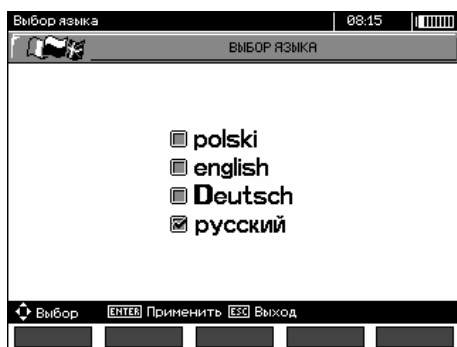 Выбор языка 08:15
ВЫБОР ЯЗЫКА
polski
english
Deutsch
русский
Выбор ENTER Применить ESC Выход